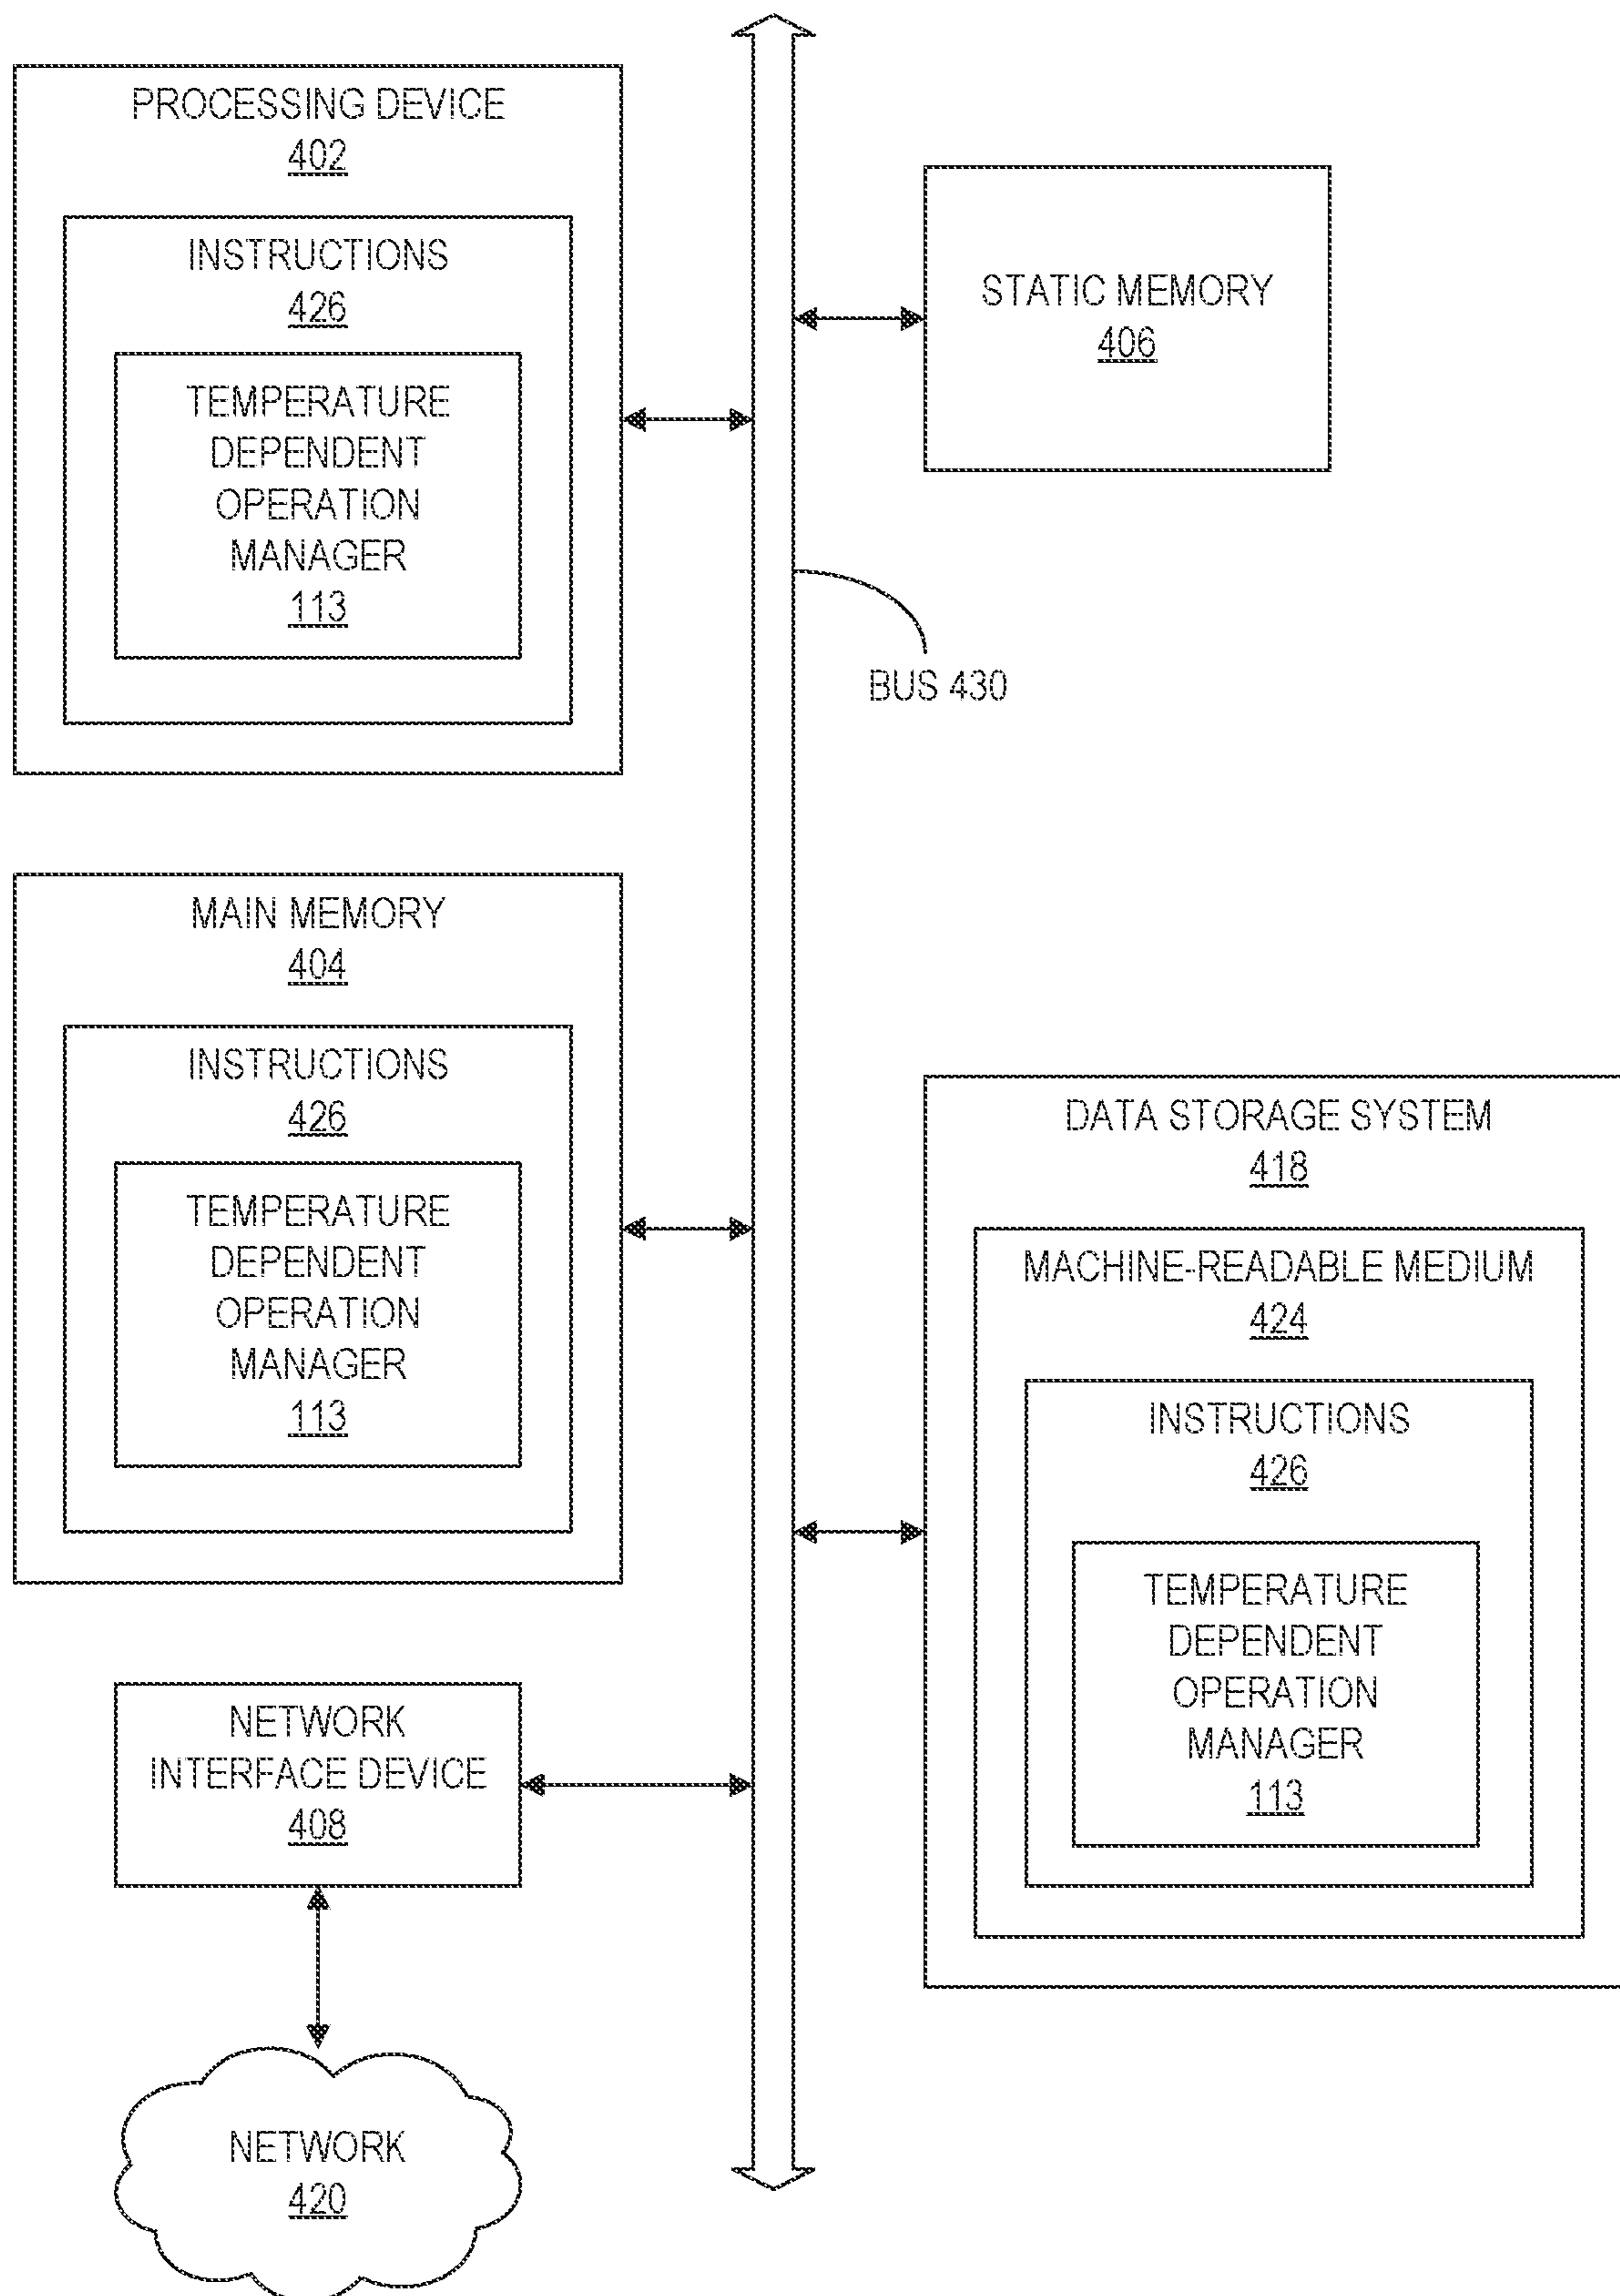 PROCESSING DEVICE
402
INSTRUCTIONS
426
TEMPERATURE
DEPENDENT
OPERATION
MANAGER
113
STATIC MEMORY
406
BUS 430
MAIN MEMORY
404
INSTRUCTIONS
426
TEMPERATURE
DEPENDENT
OPERATION
MANAGER
113
DATA STORAGE SYSTEM
418
MACHINE-READABLE MEDIUM
424
INSTRUCTIONS
426
TEMPERATURE
DEPENDENT
OPERATION
MANAGER
113
NETWORK
INTERFACE DEVICE
408
NETWORK
420